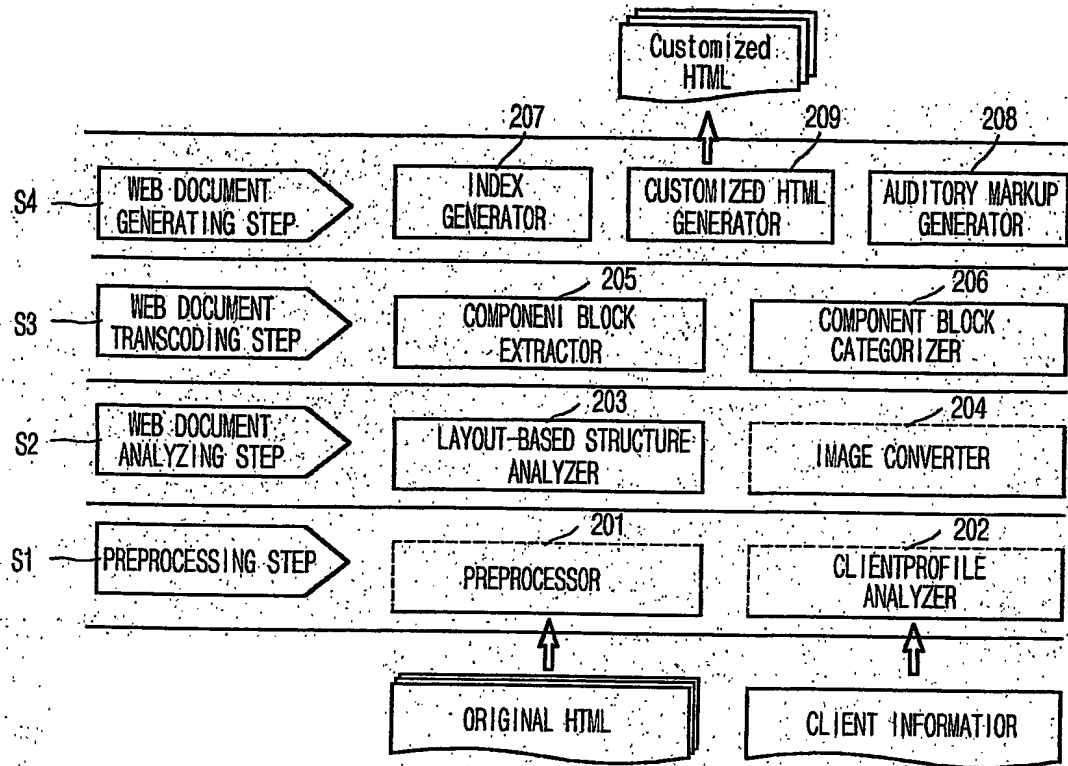 Customized
HTML
207
209
208
S4
WEB DOCUMENT
GENERATING STEP
INDEX
GENERATOR
CUSTOMIZED HTML
GENERATOR
AUDITORY MARKUP
GENERATOR
205
206
S3
WEB DOCUMENT
TRANSCODING STEP
COMPONENI BLOCK
EXTRACTOR
COMPONENT BLOCK
CATEGORIZER
203
204
S2
WEB DOCUMENT
ANALYZING STEP
LAYOUT-BASED STRUCTURE
ANALYZER
IMAGE CONVERTER
201
202
S1
PREPROCESSING STEP
PREPROCESSOR
CLIENTPROFILE
ANALYZER
ORIGINAL HTML
CLIENT INFORMATIOR